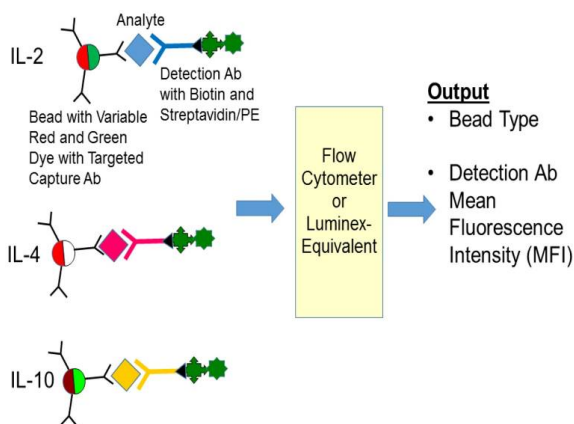 Analyte
IL-2
Detection Ab
with Biotin and
Streptavidin/PE
Bead with Variable
Red and Green
Dye with Targeted
Capture Ab
IL-4
IL-10
Flow
Cytometer
or
Luminex-
Equivalent
Output
• Bead Type
• Detection Ab
Mean
Fluorescence
Intensity (MFI)